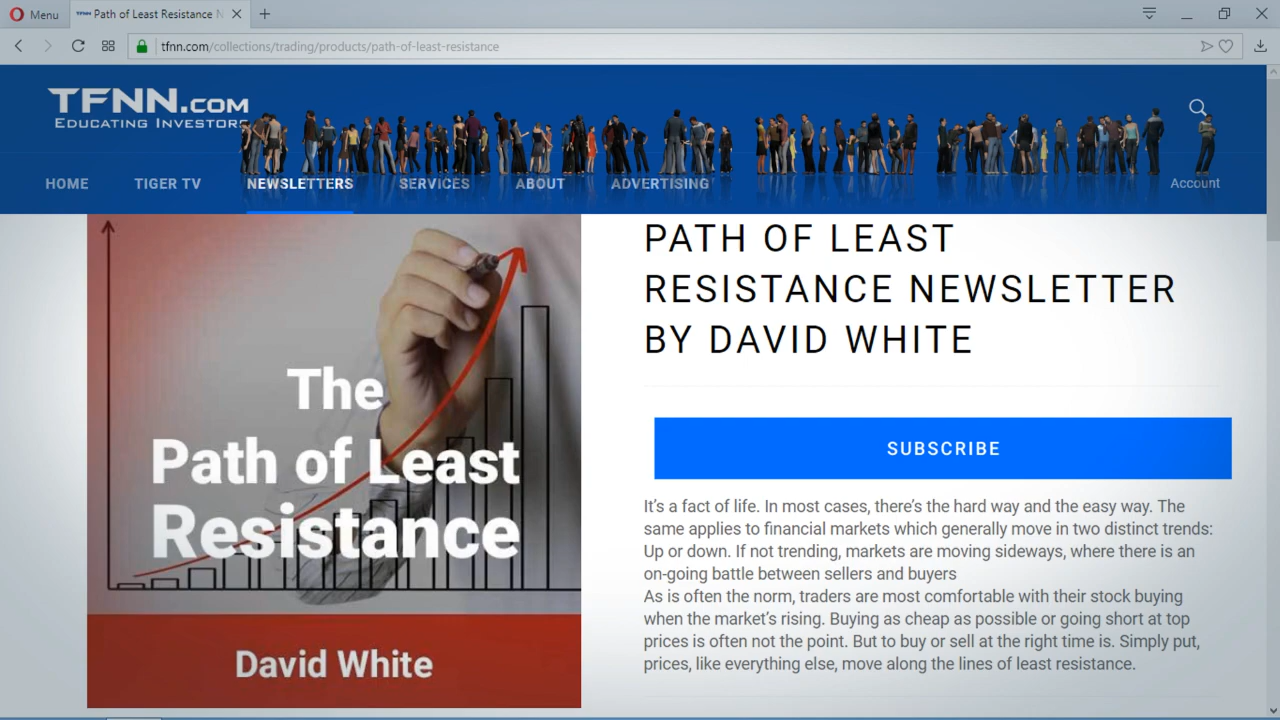 Menu
Path of Least Resistance N
tfnn.com/collections/trading/products/path-of-least-resistance
TFNN.COM
EDUCATING INVESTORS
HOME
TIGER TV
NEWSLETTERS
SERVICES
ABOUT
ADVERTISING
Account
The
Path of Least
Resistance
David White
PATH OF LEAST
RESISTANCE NEWSLETTER
BY DAVID WHITE
SUBSCRIBE
It’s a fact of life. In most cases, there’s the hard way and the easy way. The
same applies to financial markets which generally move in two distinct trends:
Up or down. If not trending, markets are moving sideways, where there is an
on-going battle between sellers and buyers
As is often the norm, traders are most comfortable with their stock buying
when the market’s rising. Buying as cheap as possible or going short at top
prices is often not the point. But to buy or sell at the right time is. Simply put,
prices, like everything else, move along the lines of least resistance.